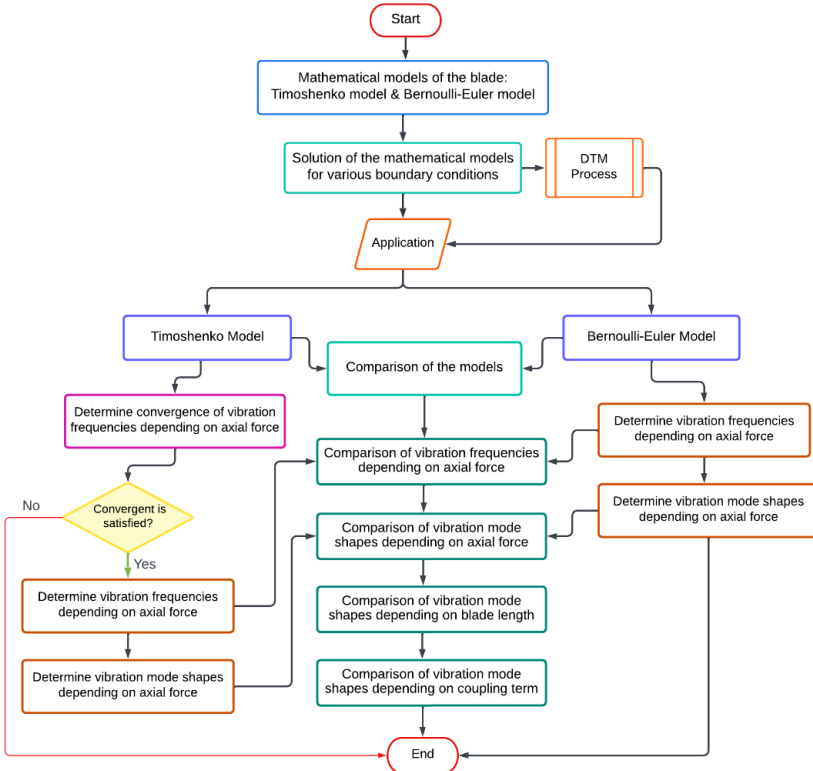 Start
Mathematical models of the blade:
Timoshenko model & Bernoulli-Euler model
Solution of the mathematical models
for various boundary conditions
DTM
Process
Application
Timoshenko Model
Bernoulli-Euler Model
Comparison of the models
Determine convergence of vibration
frequencies depending on axial force
Determine vibration frequencies
depending on axial force
Comparison of vibration frequencies
depending on axial force
No
Convergent is
satisfied?
Yes
Determine vibration mode shapes
depending on axial force
Comparison of vibration mode
shapes depending on axial force
Determine vibration frequencies
depending on axial force
Comparison of vibration mode
shapes depending on blade length
Determine vibration mode shapes
depending on axial force
Comparison of vibration mode
shapes depending on coupling term
End